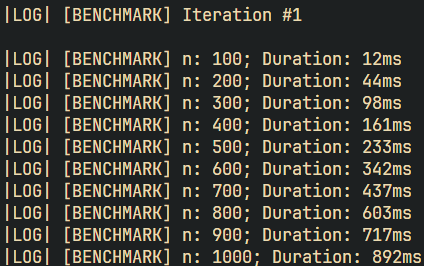 |LOG| [BENCHMARK] Iteration #1
|LOG| [BENCHMARK] n: 100; Duration: 12ms
|LOG| [BENCHMARK] n: 200; Duration: 44ms
|LOG| [BENCHMARK] n: 300; Duration: 98ms
|LOG| [BENCHMARK] n: 400; Duration: 161ms
|LOG| [BENCHMARK] n: 500; Duration: 233ms
|LOG| [BENCHMARK] n: 600; Duration: 342ms
|LOG| [BENCHMARK] n: 700; Duration: 437ms
|LOG| [BENCHMARK] n: 800; Duration: 603ms
|LOG| [BENCHMARK] n: 900; Duration: 717ms
|LOG| [BENCHMARK] n: 1000; Duration: 892ms